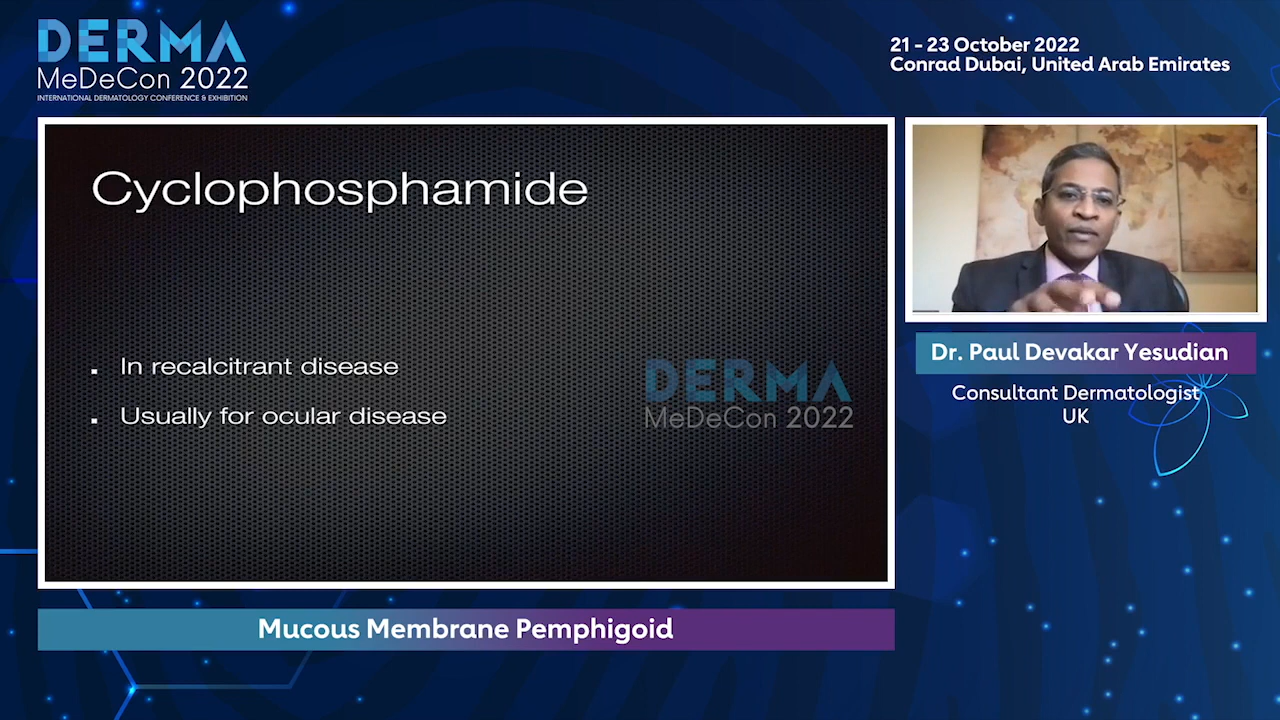 DERMA
MeDeCon 2022
INTERNATIONAL DERMATOLOGY CONFERENCE & EXHIBITION
21 - 23 October 2022
Conrad Dubai, United Arab Emirates
Cyclophosphamide
In recalcitrant disease
Usually for ocular disease
DERMA
MeDeCon 2022
Dr. Paul Devakar Yesudian
Consultant Dermatologist
UK
Mucous Membrane Pemphigoid